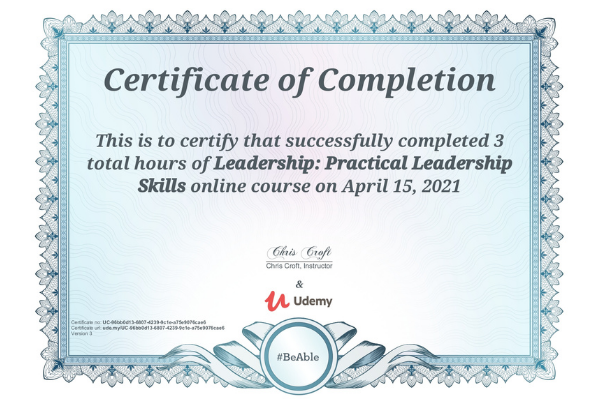 Certificate of Completion
This is to certify that successfully completed 3
total hours of Leadership: Practical Leadership
Skills online course on April 15, 2021
Chris Croft
Chris Croft, Instructor
&
Udemy
Certificate no: UC-96bb0d13-6807-4239-9c1e-a75e9076cae6
Certificate url: ude.my/UC-96bb0d13-6807-4239-9c1e-a75e9076cae6
Version 3
#BeAble